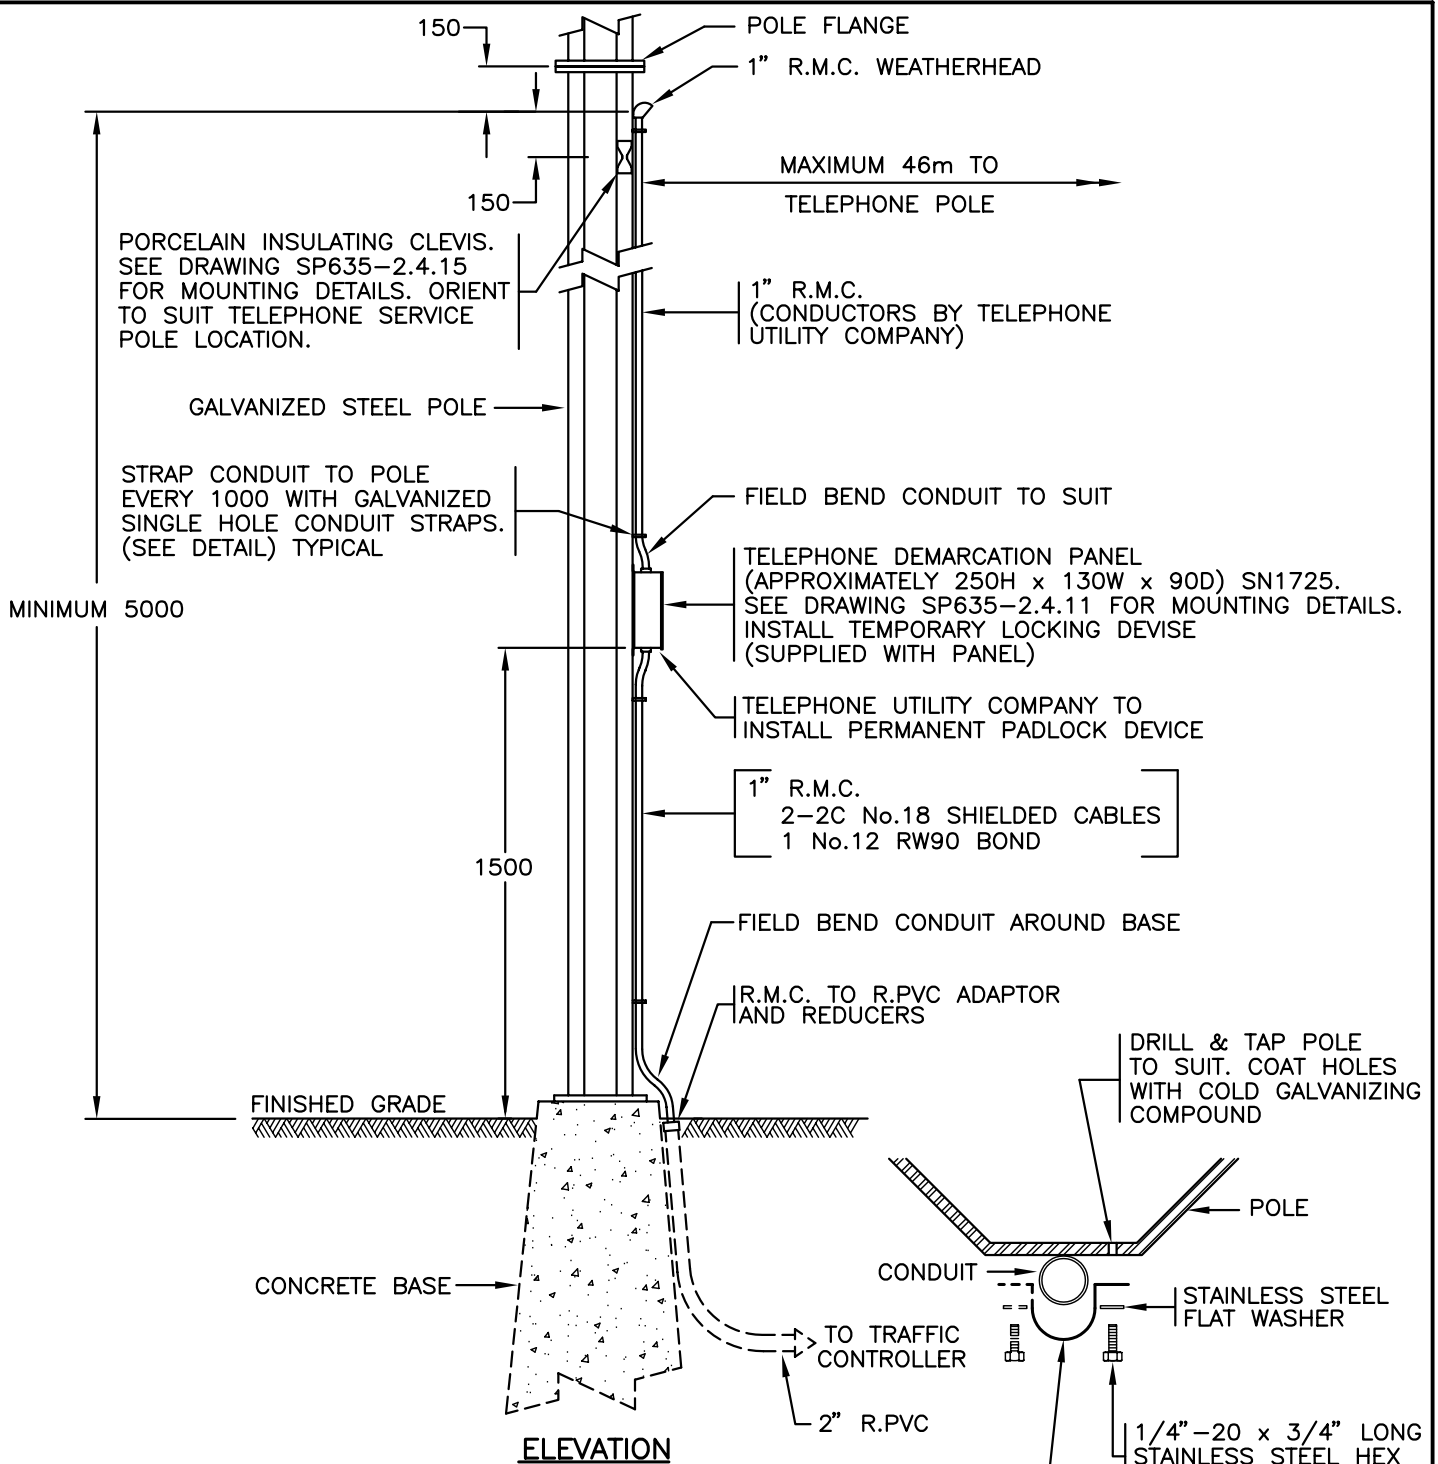 150
POLE FLANGE
1” R.M.C. WEATHERHEAD
MAXIMUM 46m TO
TELEPHONE POLE
150
PORCELAIN INSULATING CLEVIS.
SEE DRAWING SP635-2.4.15
FOR MOUNTING DETAILS. ORIENT
TO SUIT TELEPHONE SERVICE
POLE LOCATION.
1” R.M.C.
(CONDUCTORS BY TELEPHONE
UTILITY COMPANY)
GALVANIZED STEEL POLE
STRAP CONDUIT TO POLE
EVERY 1000 WITH GALVANIZED
SINGLE HOLE CONDUIT STRAPS.
(SEE DETAIL) TYPICAL
FIELD BEND CONDUIT TO SUIT
TELEPHONE DEMARCATION PANEL
(APPROXIMATELY 250H x 130W x 90D) SN1725.
SEE DRAWING SP635-2.4.11 FOR MOUNTING DETAILS.
INSTALL TEMPORARY LOCKING DEVISE
(SUPPLIED WITH PANEL)
MINIMUM 5000
TELEPHONE UTILITY COMPANY TO
INSTALL PERMANENT PADLOCK DEVICE
1” R.M.C.
2-2C No.18 SHIELDED CABLES
1 No.12 RW90 BOND
1500
FIELD BEND CONDUIT AROUND BASE
R.M.C. TO R.PVC ADAPTOR
AND REDUCERS
DRILL & TAP POLE
TO SUIT. COAT HOLES
WITH COLD GALVANIZING
COMPOUND
FINISHED GRADE
POLE
CONDUIT
CONCRETE BASE
STAINLESS STEEL
FLAT WASHER
TO TRAFFIC
CONTROLLER
2” R.PVC
1/4”-20 x 3/4” LONG
STAINLESS STEEL HEX
ELEVATION